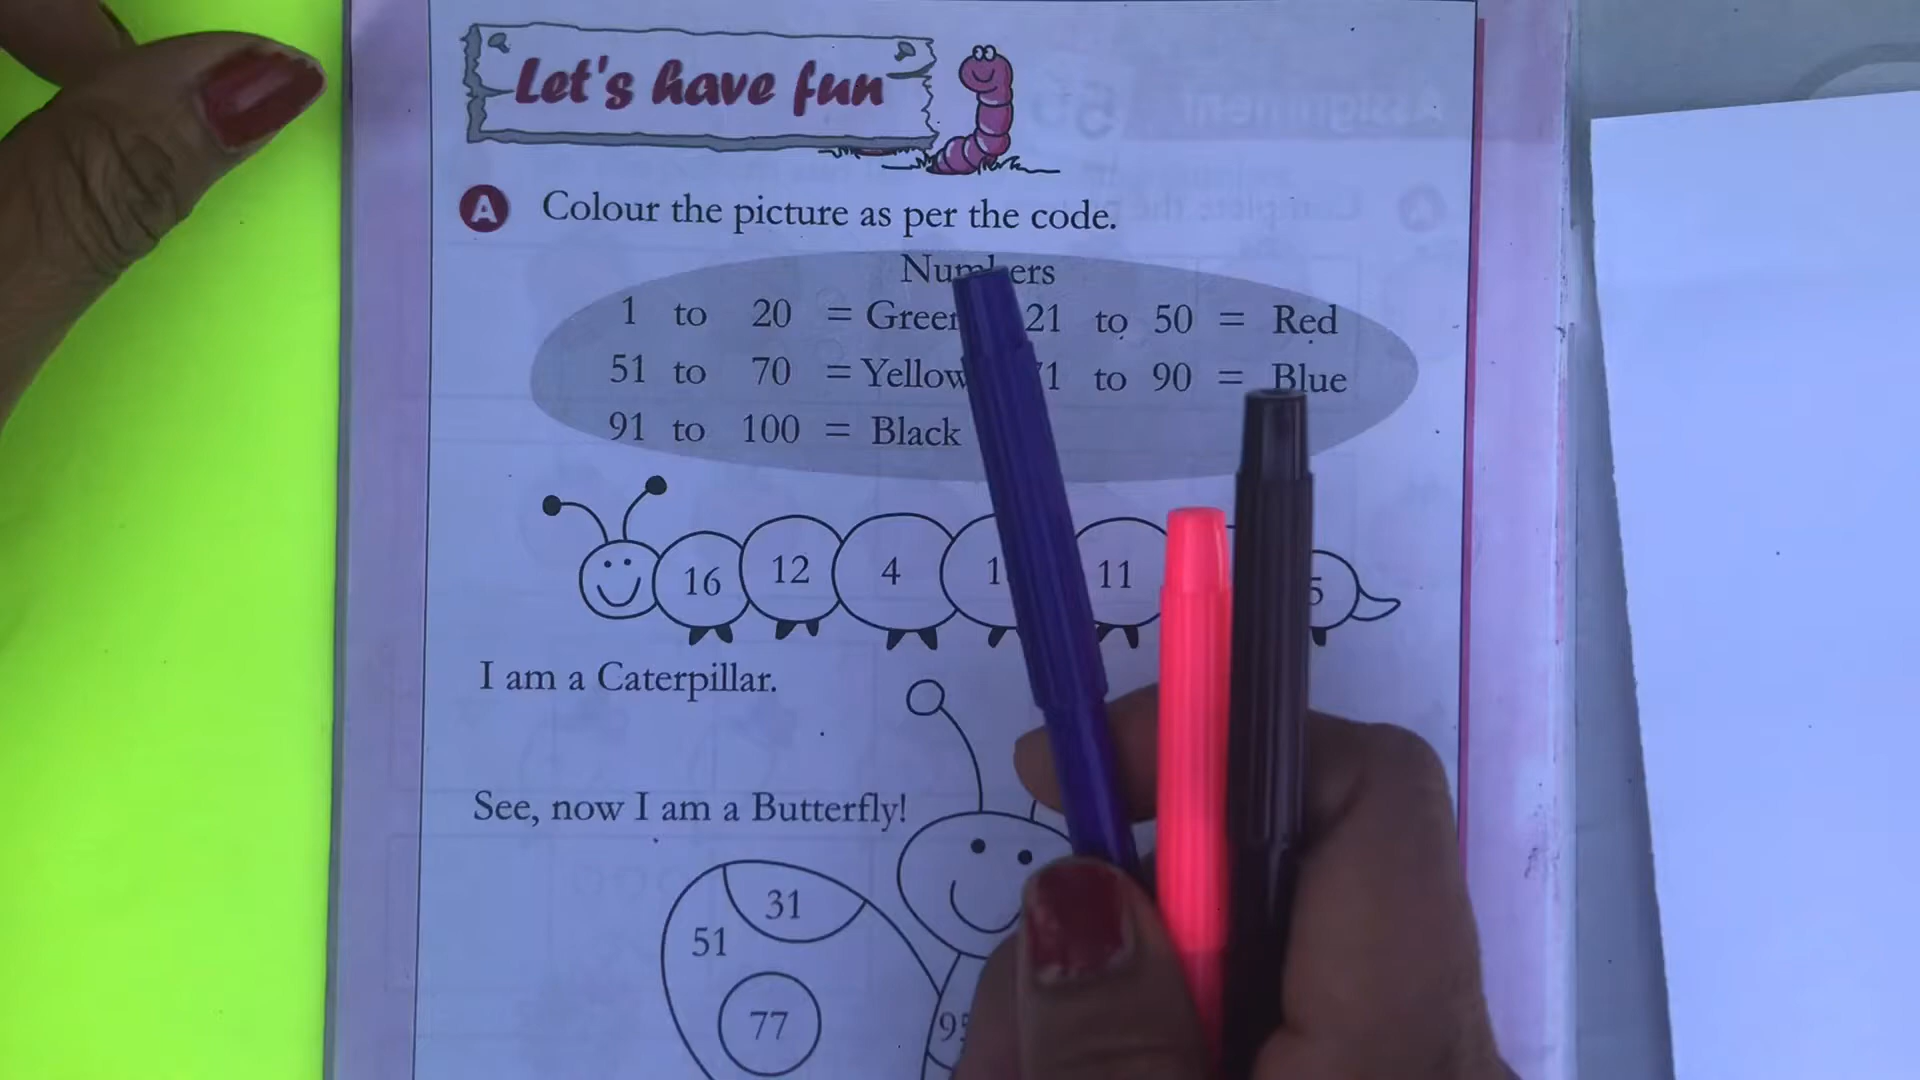 Let's have fun
A Colour the picture as per the code.
Numbers
1 to 20 = Green 21 to 50 = Red
51 to 70 = Yellow 71 to 90 = Blue
91 to 100 = Black
16 12 4 11
I am a Caterpillar.
See, now I am a Butterfly!
31
51
77